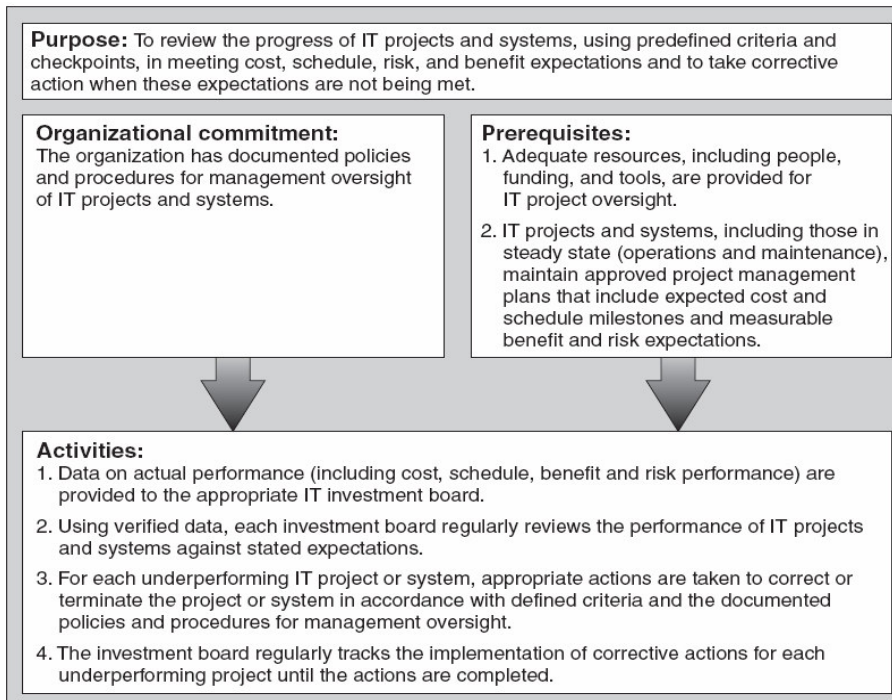 Purpose: To review the progress of IT projects and systems, using predefined criteria and
checkpoints, in meeting cost, schedule, risk, and benefit expectations and to take corrective
action when these expectations are not being met.
Organizational commitment:
The organization has documented policies
and procedures for management oversight
of IT projects and systems.
Prerequisites:
1. Adequate resources, including people,
funding, and tools, are provided for
IT project oversight.
2. IT projects and systems, including those in
steady state (operations and maintenance),
maintain approved project management
plans that include expected cost and
schedule milestones and measurable
benefit and risk expectations.
Activities:
1. Data on actual performance (including cost, schedule, benefit and risk performance) are
provided to the appropriate IT investment board.
2. Using verified data, each investment board regularly reviews the performance of IT projects
and systems against stated expectations.
3. For each underperforming IT project or system, appropriate actions are taken to correct or
terminate the project or system in accordance with defined criteria and the documented
policies and procedures for management oversight.
4. The investment board regularly tracks the implementation of corrective actions for each
underperforming project until the actions are completed.